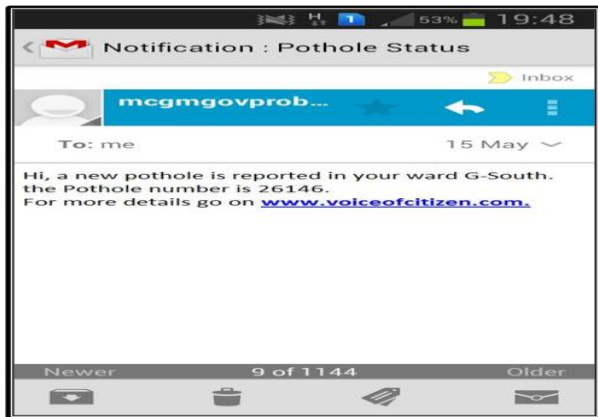 H 1 53% 19:48
Notification : Pothole Status
Inbox
mcgmgovprob...
To: me 15 May
Hi, a new pothole is reported in your ward G-South.
the Pothole number is 26146.
For more details go on www.voiceofcitizen.com.
Newer 9 of 1144 Older